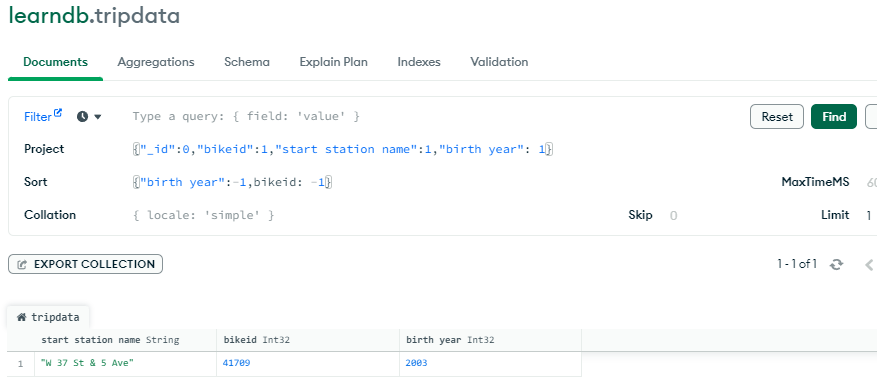 learndb.tripdata
Documents Aggregations Schema Explain Plan Indexes Validation
Filter Type a query: { field: 'value' } Reset Find
Project {"_id":0,"bikeid":1,"start station name":1,"birth year": 1}
Sort {"birth year":-1,bikeid: -1} MaxTimeMS 60
Collation { locale: 'simple' } Skip 0 Limit 1
EXPORT COLLECTION 1 - 1 of 1
tripdata
start station name String bikeid Int32 birth year Int32
1 "W 37 St & 5 Ave" 41709 2003